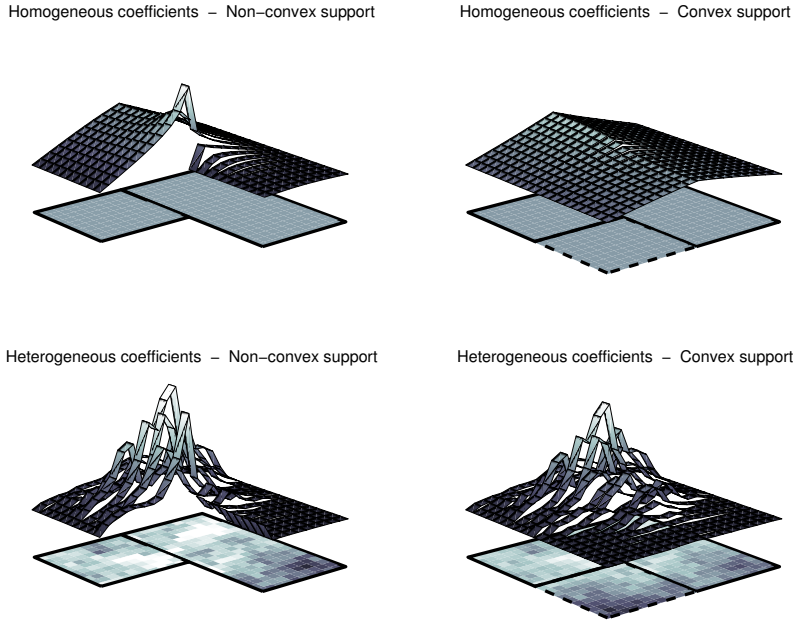 Homogeneous coefficients − Non−convex support
Homogeneous coefficients − Convex support
Heterogeneous coefficients − Non−convex support
Heterogeneous coefficients − Convex support